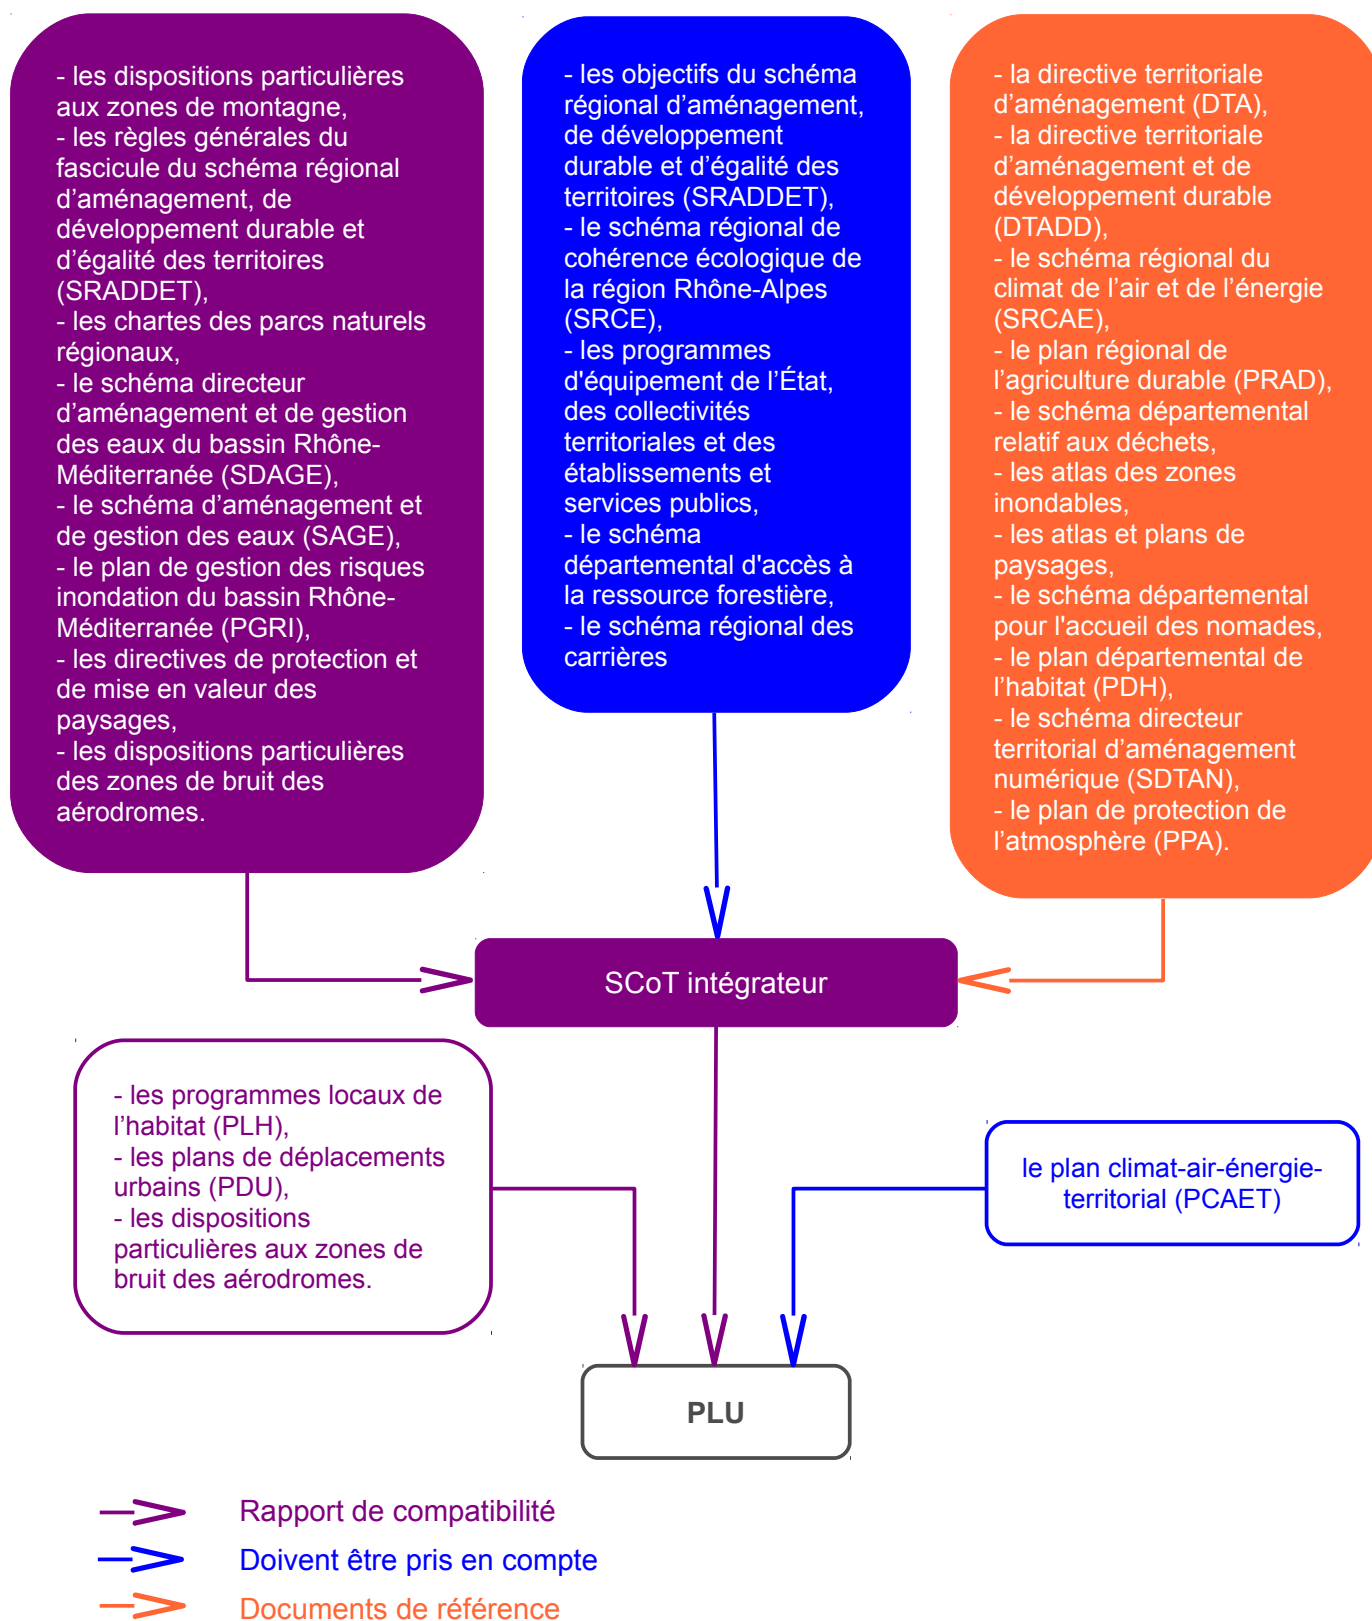 - les dispositions particulières
aux zones de montagne,
- les règles générales du
fascicule du schéma régional
d’aménagement, de
développement durable et
d’égalité des territoires
(SRADDET),
- les chartes des parcs naturels
régionaux,
- le schéma directeur
d’aménagement et de gestion
des eaux du bassin Rhône-
Méditerranée (SDAGE),
- le schéma d’aménagement et
de gestion des eaux (SAGE),
- le plan de gestion des risques
inondation du bassin Rhône-
Méditerranée (PGRI),
- les directives de protection et
de mise en valeur des
paysages,
- les dispositions particulières
des zones de bruit des
aérodromes.
- les objectifs du schéma
régional d’aménagement,
de développement
durable et d’égalité des
territoires (SRADDET),
- le schéma régional de
cohérence écologique de
la région Rhône-Alpes
(SRCE),
- les programmes
d'équipement de l’État,
des collectivités
territoriales et des
établissements et
services publics,
- le schéma
départemental d'accès à
la ressource forestière,
- le schéma régional des
carrières
- la directive territoriale
d’aménagement (DTA),
- la directive territoriale
d’aménagement et de
développement durable
(DTADD),
- le schéma régional du
climat de l’air et de l’énergie
(SRCAE),
- le plan régional de
l’agriculture durable (PRAD),
- le schéma départemental
relatif aux déchets,
- les atlas des zones
inondables,
- les atlas et plans de
paysages,
- le schéma départemental
pour l'accueil des nomades,
- le plan départemental de
l’habitat (PDH),
- le schéma directeur
territorial d’aménagement
numérique (SDTAN),
- le plan de protection de
l’atmosphère (PPA).
SCoT intégrateur
- les programmes locaux de
l’habitat (PLH),
- les plans de déplacements
urbains (PDU),
- les dispositions
particulières aux zones de
bruit des aérodromes.
le plan climat-air-énergie-
territorial (PCAET)
PLU
Rapport de compatibilité
Doivent être pris en compte
Documents de référence